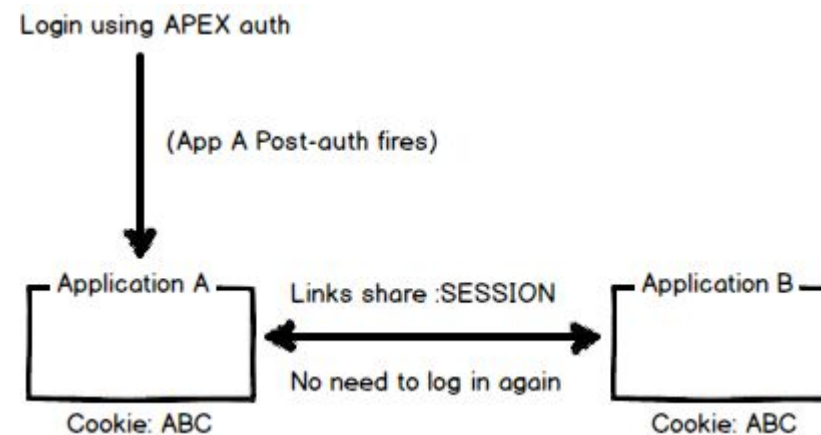 Login using APEX auth
(App A Post-auth fires)
Application A
Links share :SESSION
Application B
No need to log in again
Cookie: ABC
Cookie: ABC